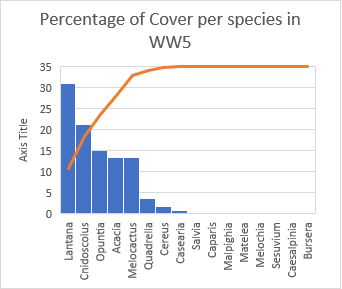 Percentage of Cover per species in
WW5
Axis Title
35
30
25
20
15
10
5
0
Lantana
Cnidoscolus
Opuntia
Acacia
Melocactus
Quadrella
Cereus
Casearia
Salvia
Caparis
Malpighia
Matelea
Melochia
Sesuvium
Caesalpinia
Bursera